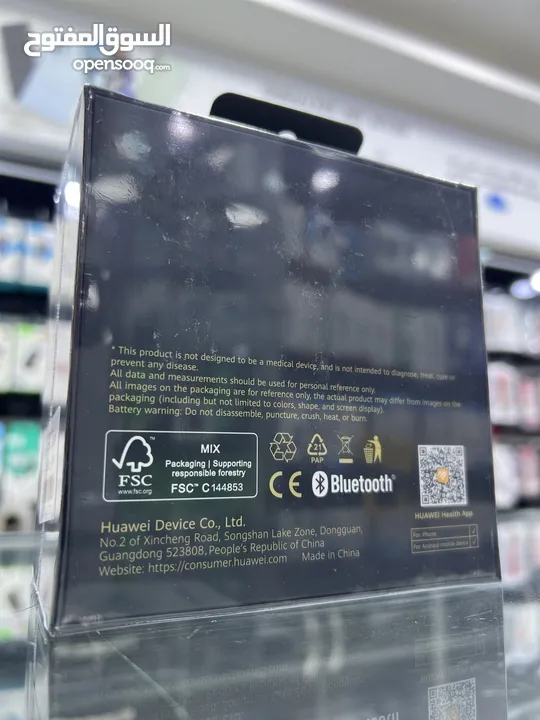 السوق المفتوح
opensooq.com
* This product is not designed to be a medical device, and is not intended to diagnose, treat, cure or
prevent any disease.
All data and measurements should be used for personal reference only.
All images on the packaging are for reference only, the actual product may differ from images on the
packaging (including but not limited to colors, shape, and screen display).
Battery warning: Do not disassemble, puncture, crush, heat, or burn.
FSC
www.fsc.org
MIX
Packaging | Supporting
responsible forestry
FSC™ C144853
21
PAP
CE
Bluetooth®
HUAWEI Health App
For iPhone
For Android mobile device
Huawei Device Co., Ltd.
No.2 of Xincheng Road, Songshan Lake Zone, Dongguan,
Guangdong 523808, People's Republic of China
Website: https://consumer.huawei.com Made in China